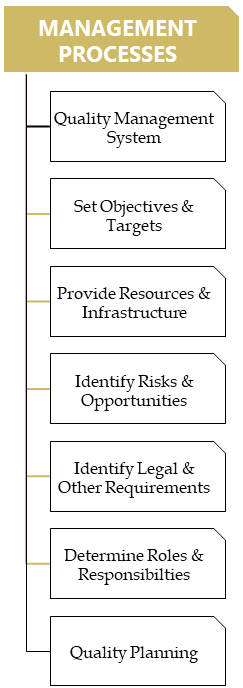 MANAGEMENT
PROCESSES
Quality Management
System
Set Objectives &
Targets
Provide Resources &
Infrastructure
Identify Risks &
Opportunities
Identify Legal &
Other Requirements
Determine Roles &
Responsibilties
Quality Planning